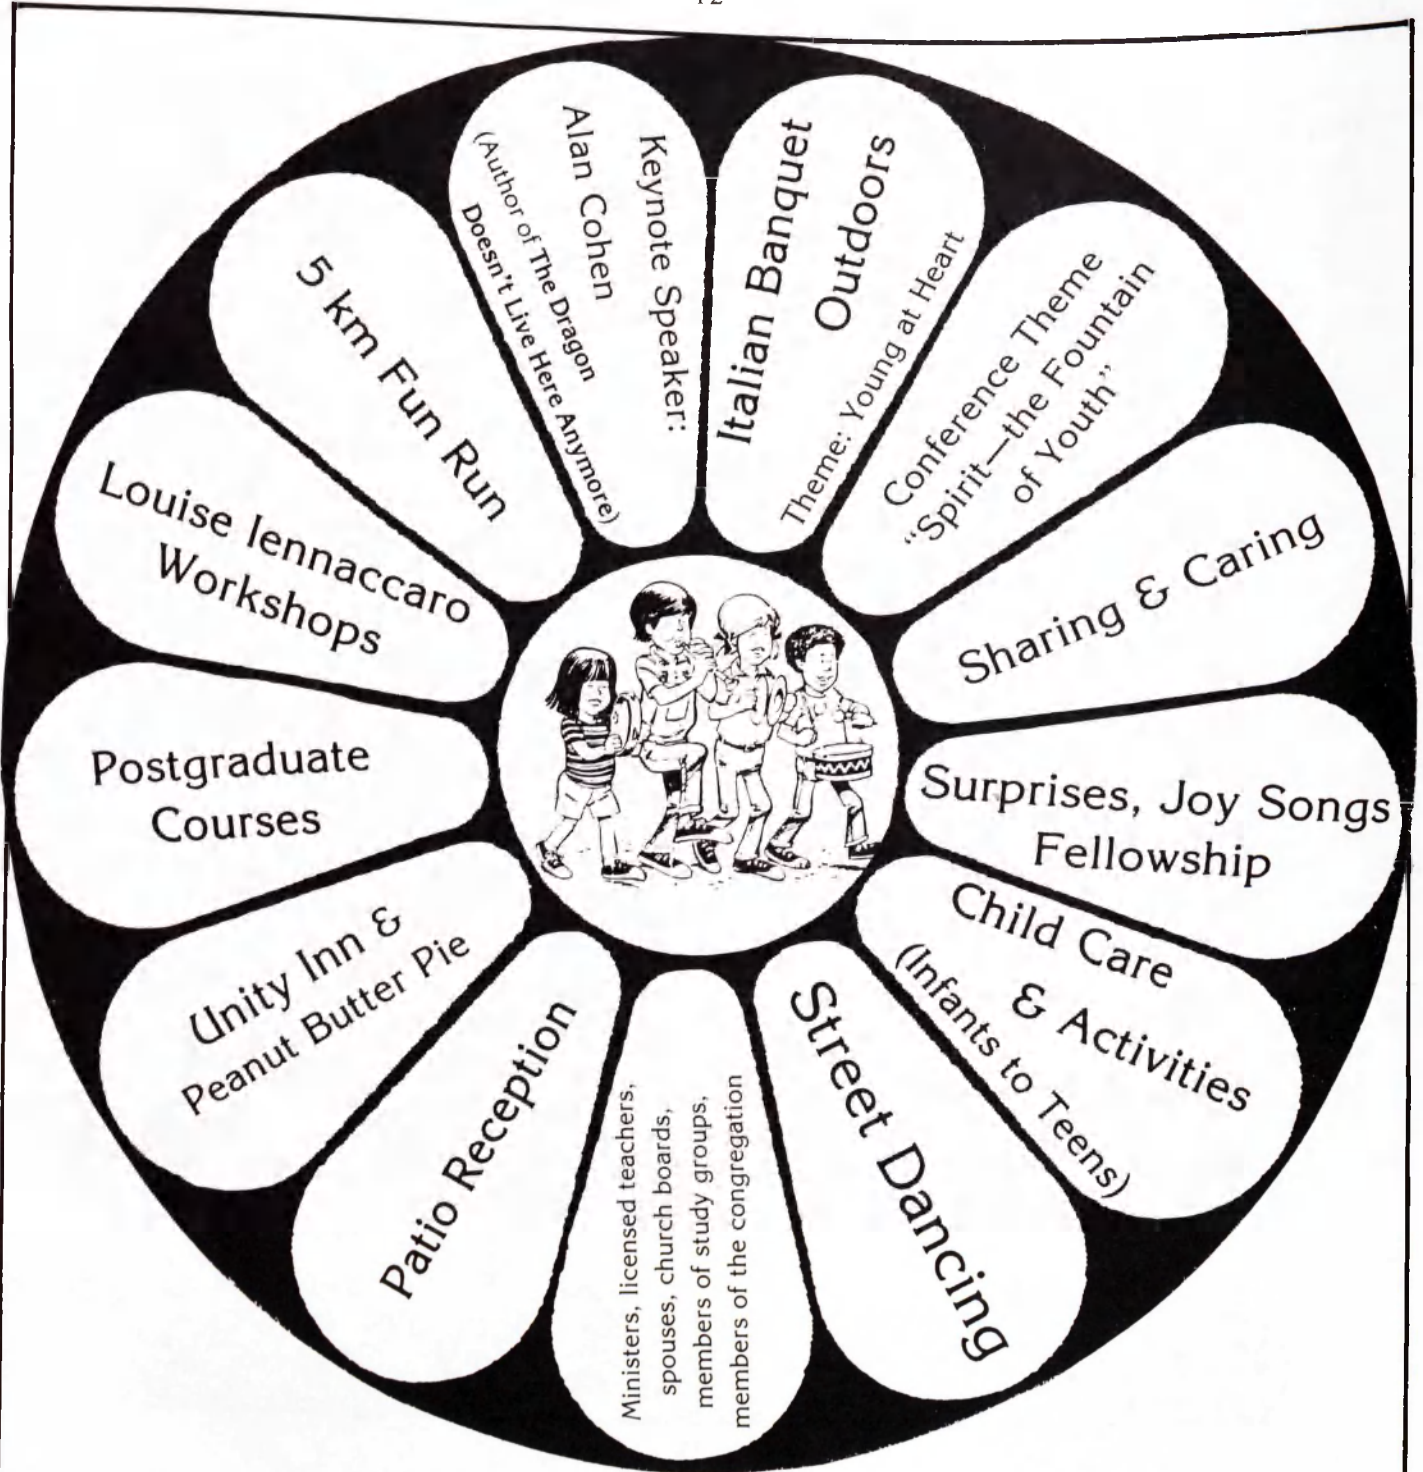 Keynote Speaker:
Alan Cohen
(Author of The Dragon
Doesn't Live Here Anymore)
Italian Banquet
Outdoors
Theme: Young at Heart
Conference Theme
“Spirit—the Fountain
of Youth”
Sharing & Caring
Surprises, Joy Songs
Fellowship
Child Care
& Activities
(Infants to Teens)
Street Dancing
Ministers, licensed teachers,
spouses, church boards,
members of study groups,
members of the congregation
Patio Reception
Unity Inn &
Peanut Butter Pie
Postgraduate
Courses
Louise Iennaccaro
Workshops
5 km Fun Run